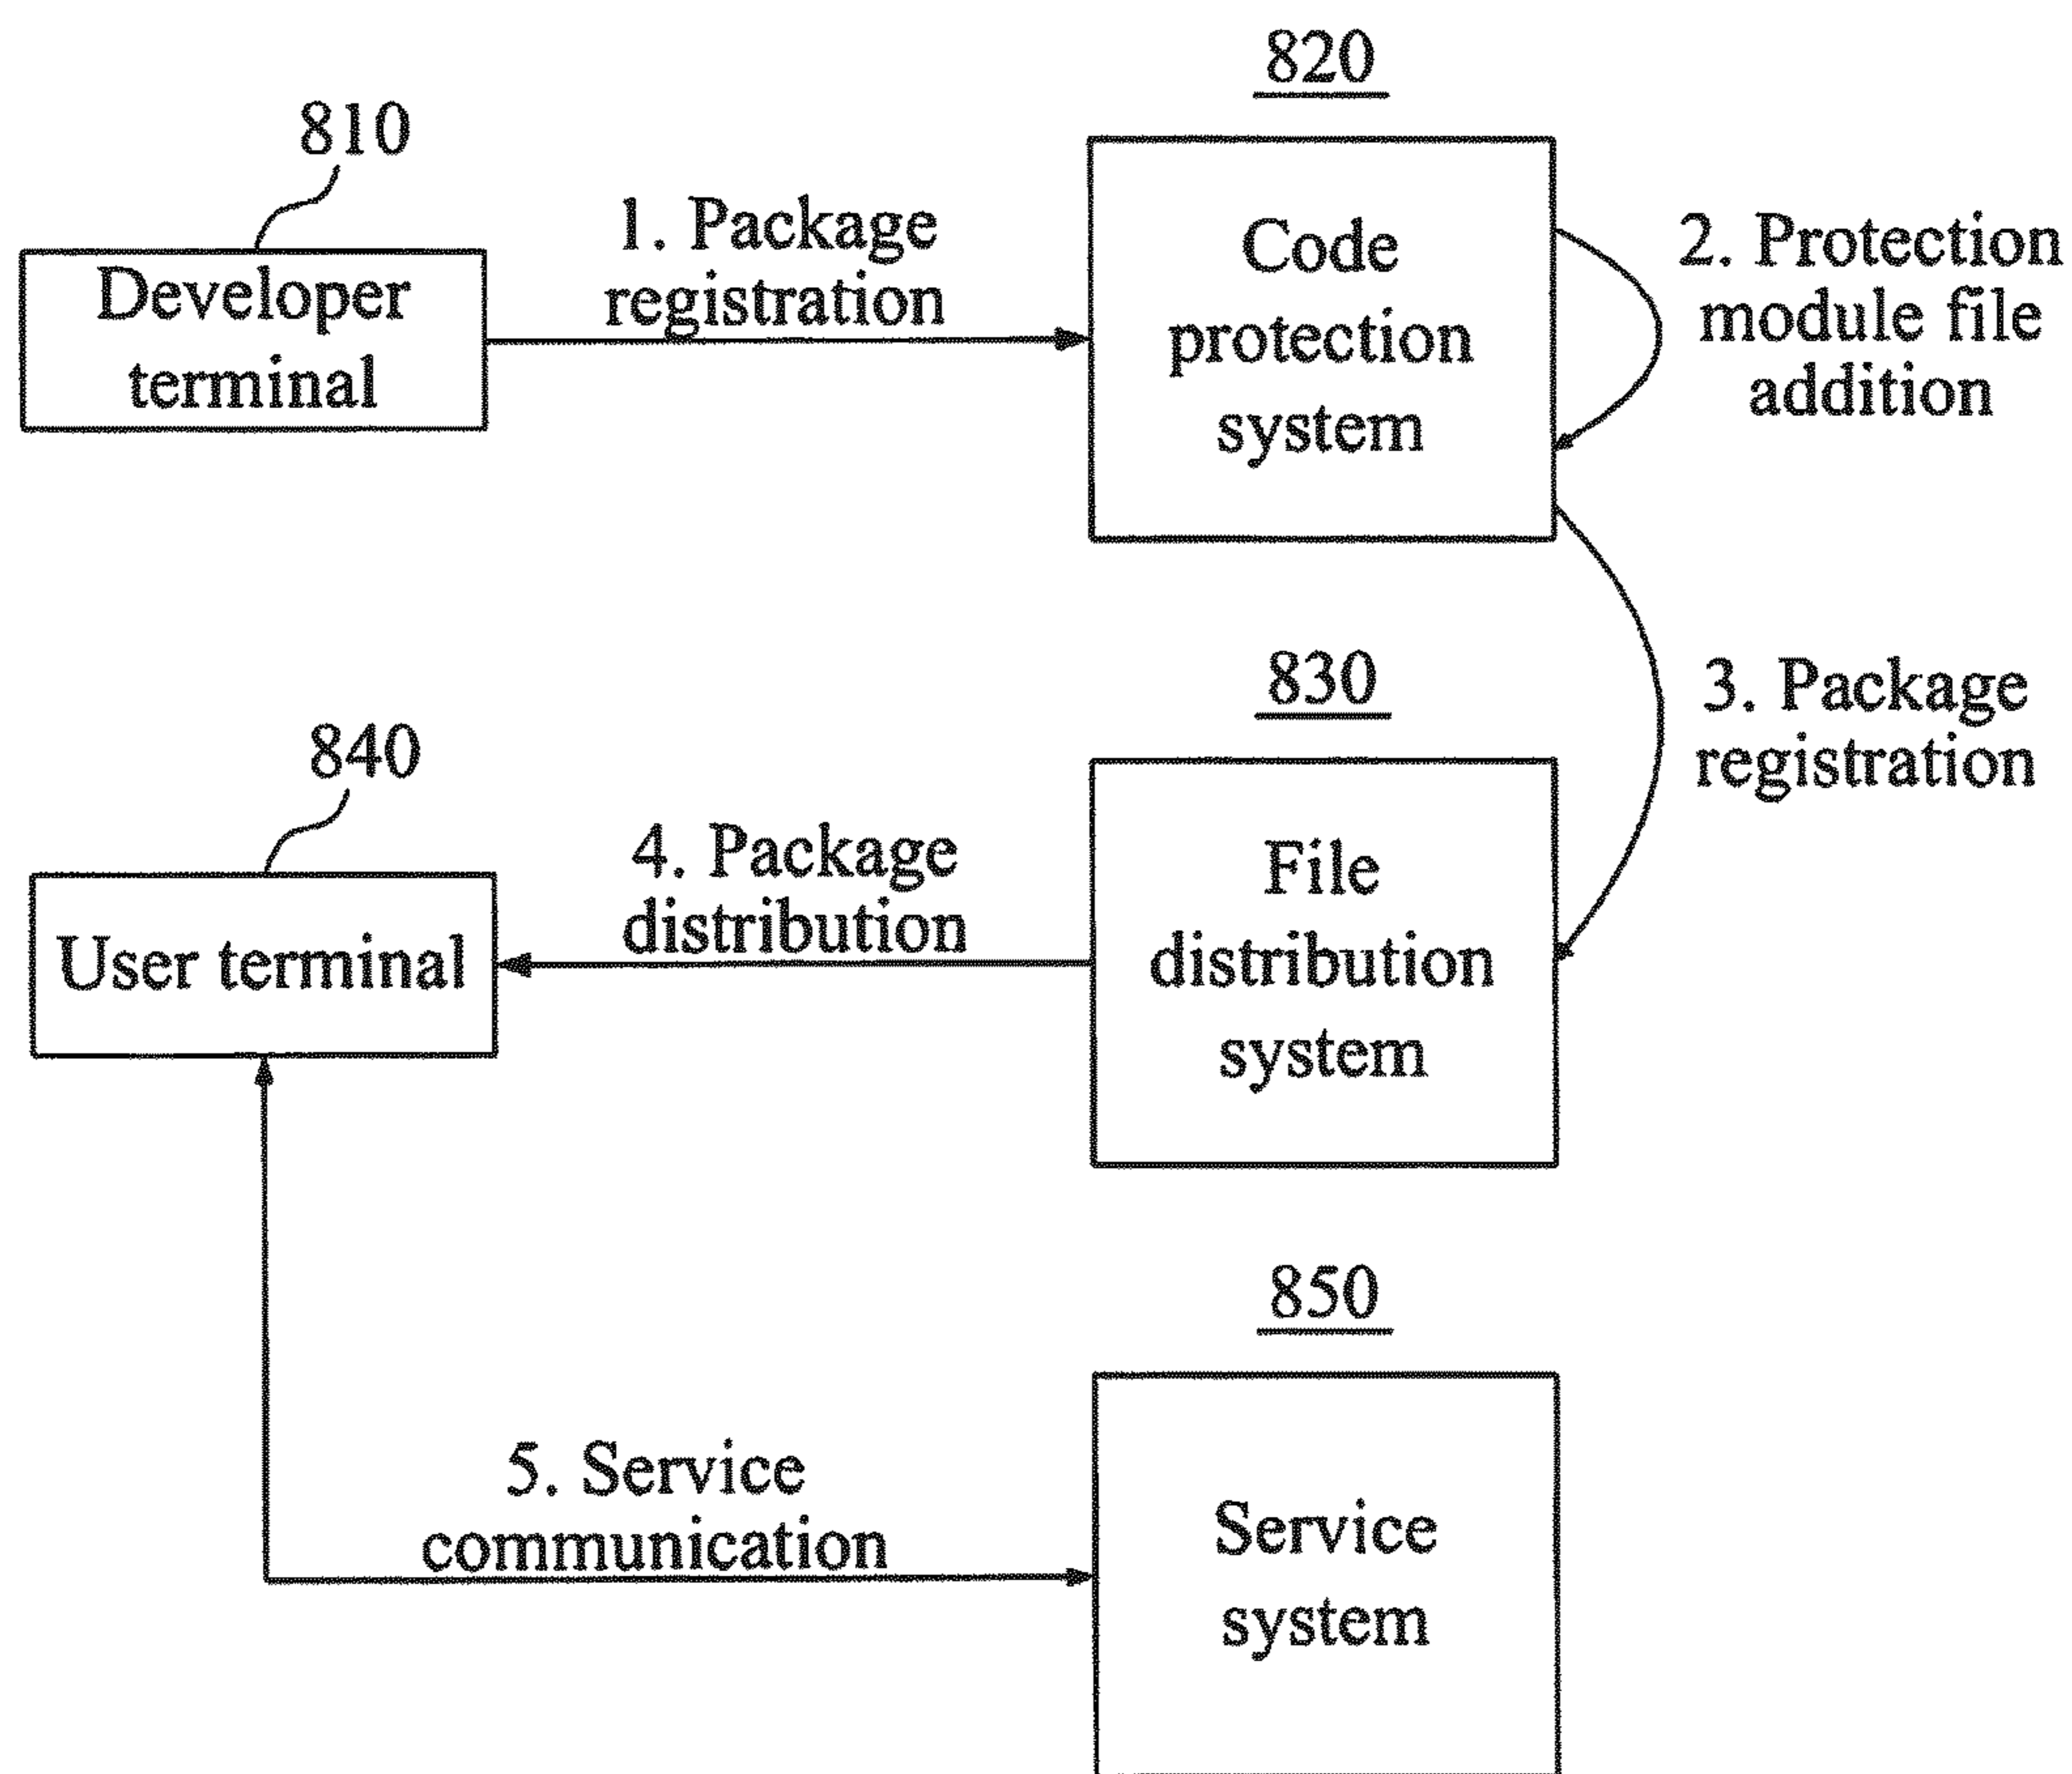 820
810
Developer
terminal
1. Package
registration
Code
protection
system
2. Protection
module file
addition
3. Package
registration
830
840
User terminal
4. Package
distribution
File
distribution
system
850
5. Service
communication
Service
system